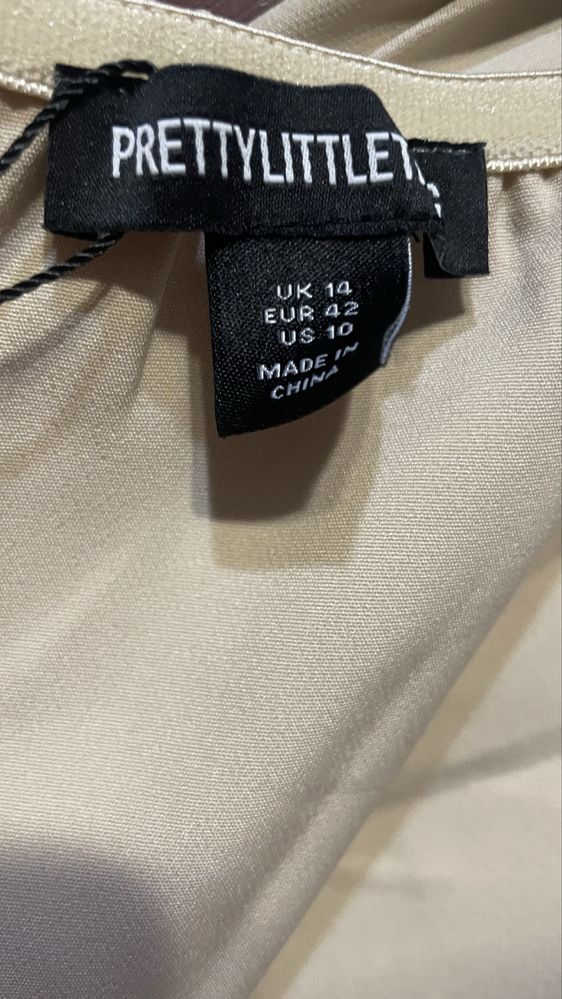 PRETTYLITTLET
UK 14
EUR 42
US 10
MADE IN
CHINA